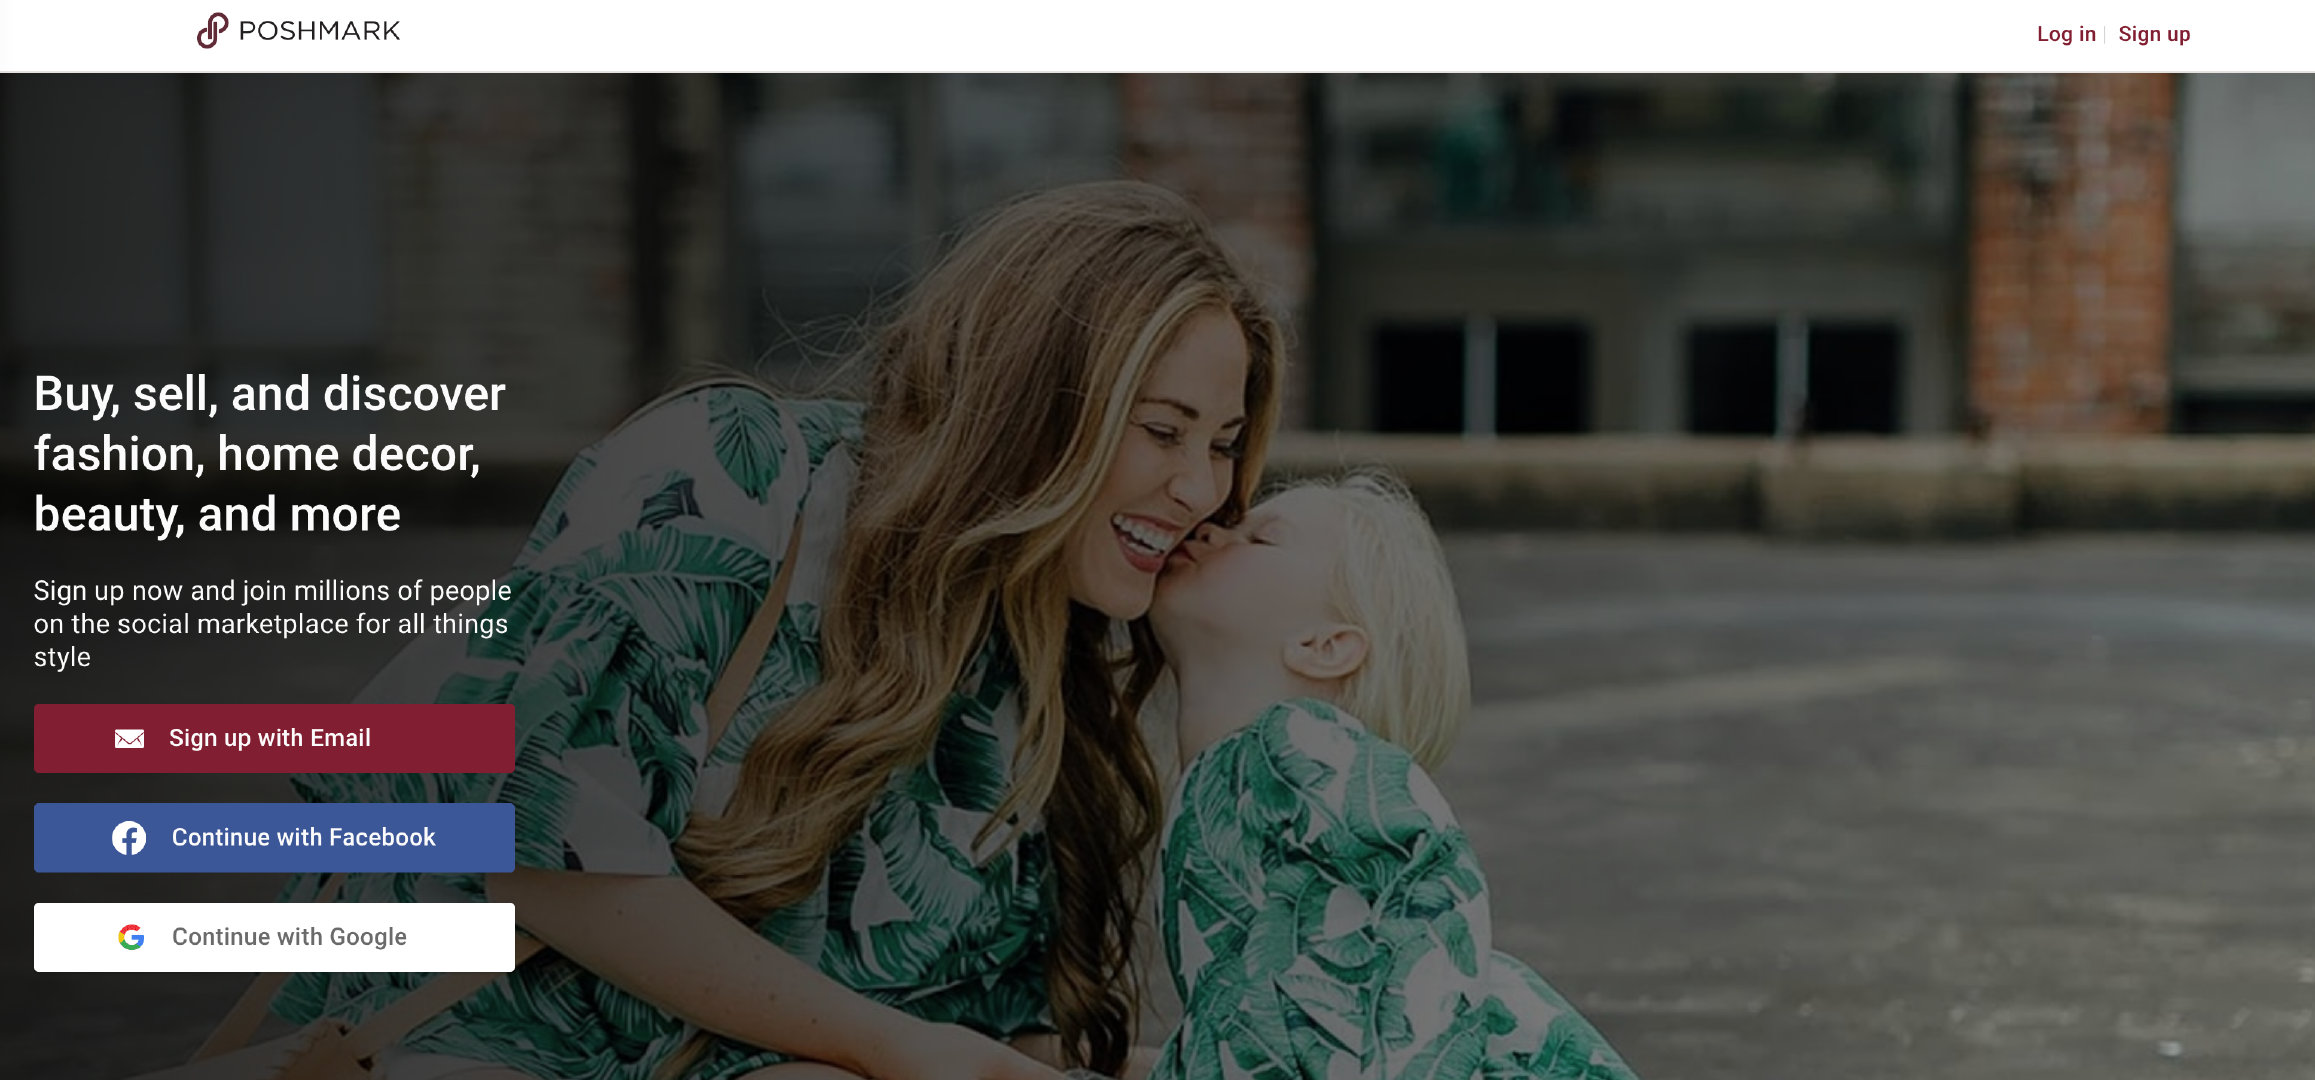 POSHMARK
Log in | Sign up
Buy, sell, and discover
fashion, home decor,
beauty, and more
Sign up now and join millions of people
on the social marketplace for all things
style
Sign up with Email
Continue with Facebook
Continue with Google